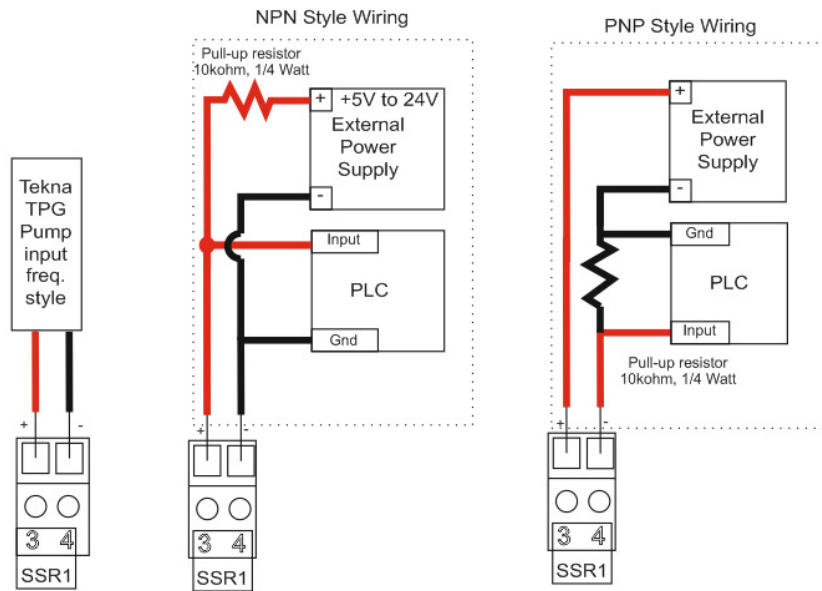 NPN Style Wiring
Pull-up resistor
10kohm, 1/4 Watt
+ +5V to 24V
External
Power
Supply
-
Input
PLC
Gnd
PNP Style Wiring
+
External
Power
Supply
-
Gnd
PLC
Input
Pull-up resistor
10kohm, 1/4 Watt
Tekna
TPG
Pump
input
freq.
style
+ -
3 4
SSR1
+ -
3 4
SSR1
+ -
3 4
SSR1